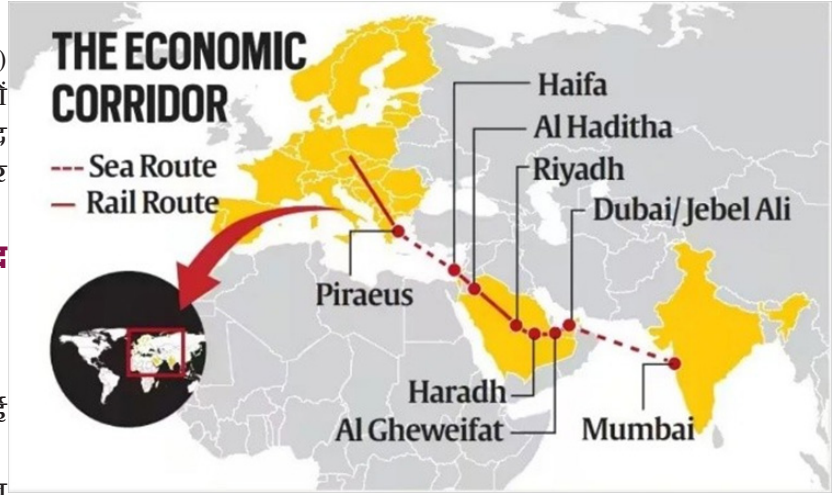 THE ECONOMIC
CORRIDOR
Sea Route
Rail Route
Haifa
Al Haditha
Riyadh
Dubai/Jebel Ali
Piraeus
Haradh
Al Gheweifat
Mumbai